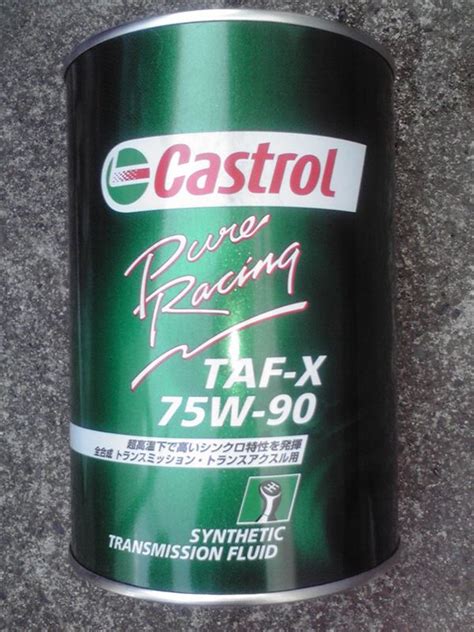 Castrol
Pure
Racing
TAF-X
75W-90
超高温下で高いシンクロ特性を発揮
全合成 トランスミッション・トランスアクスル用
SYNTHETIC
TRANSMISSION FLUID